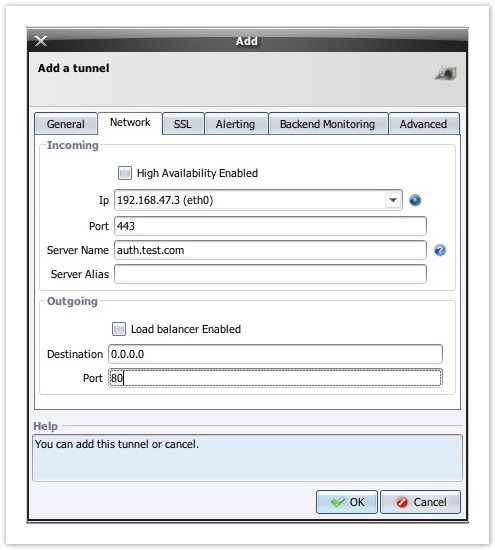 Add
Add a tunnel
General Network SSL Alerting Backend Monitoring Advanced
Incoming
High Availability Enabled
Ip 192.168.47.3 (eth0)
Port 443
Server Name auth.test.com
Server Alias
Outgoing
Load balancer Enabled
Destination 0.0.0.0
Port 80
Help
You can add this tunnel or cancel.
OK Cancel